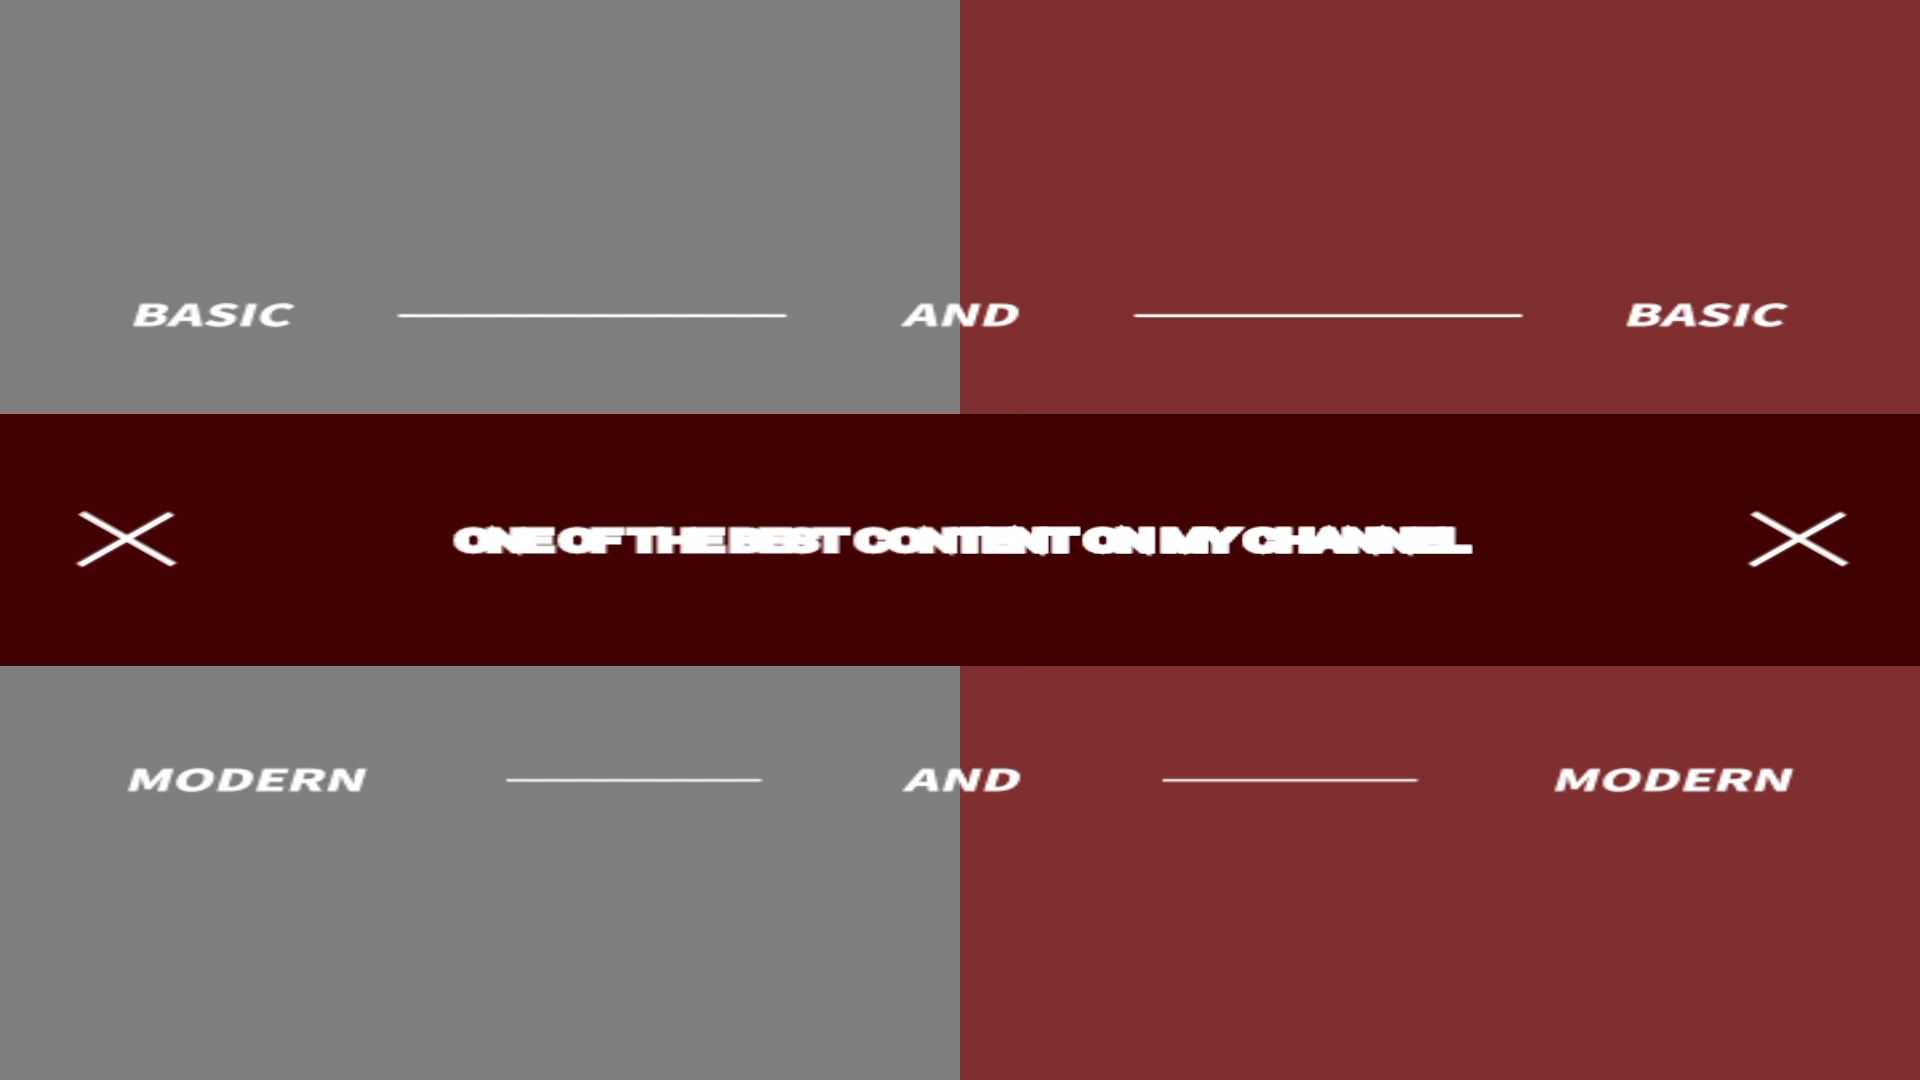 BASIC AND BASIC
ONE OF THE BEST CONTENT ON MY CHANNEL
MODERN AND MODERN